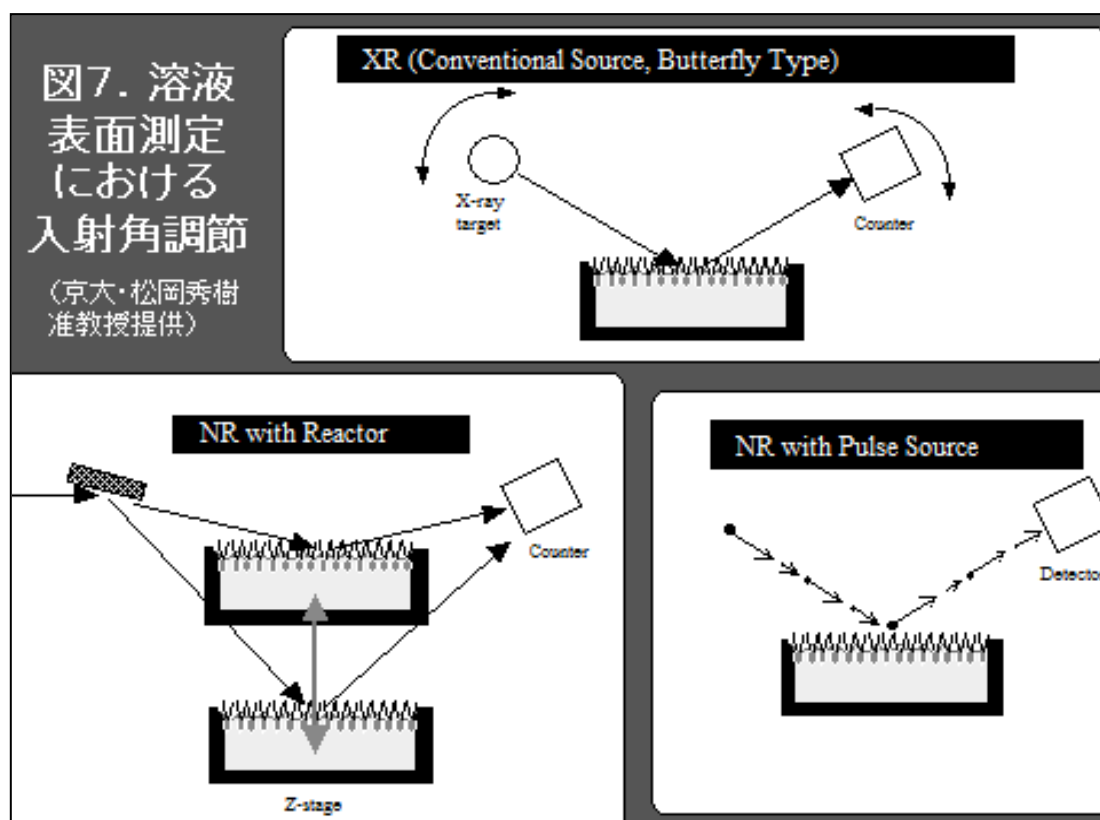 図7. 溶液
表面測定
における
入射角調節
(京大・松岡秀樹
准教授提供)
XR (Conventional Source, Butterfly Type)
X-ray
target
Counter
NR with Reactor
Counter
Z-stage
NR with Pulse Source
Detector